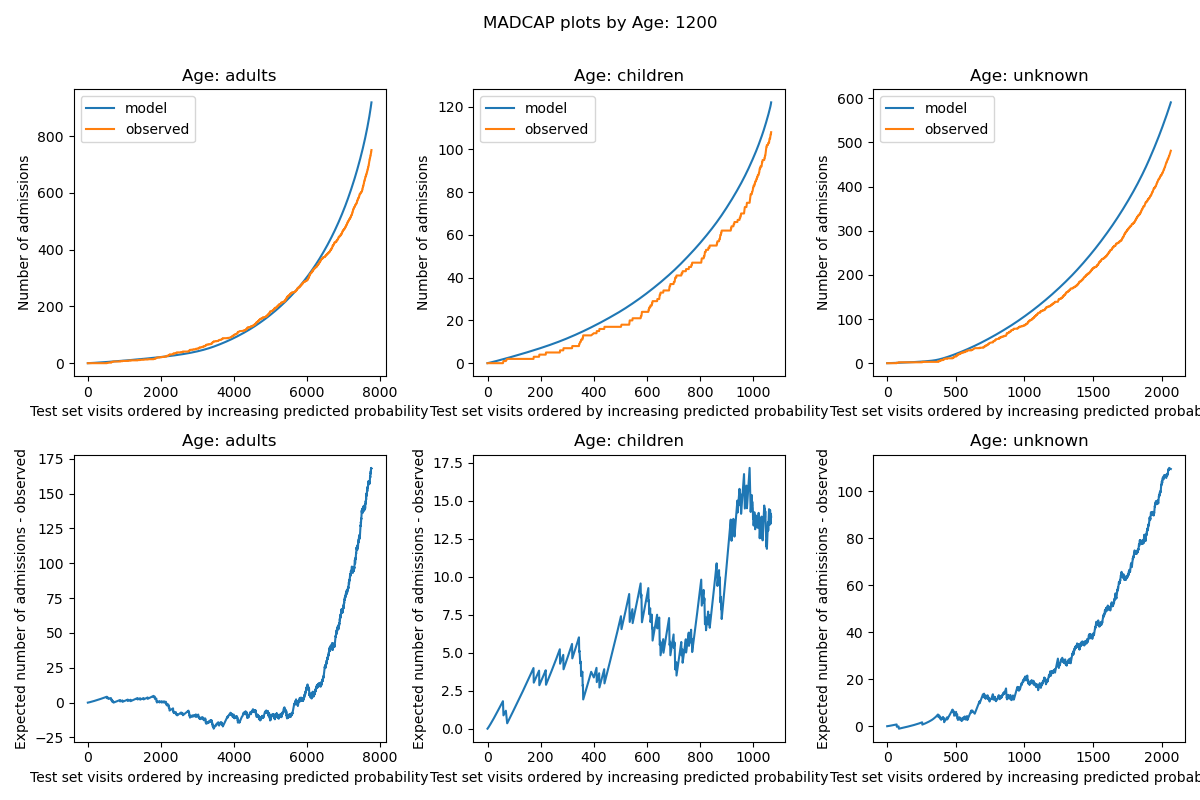 MADCAP plots by Age: 1200
Age: adults
Number of admissions
0
200
400
600
800
model
observed
0 2000 4000 6000 8000
Test set visits ordered by increasing predicted probability
Age: children
Number of admissions
0
20
40
60
80
100
120
model
observed
0 200 400 600 800 1000
Test set visits ordered by increasing predicted probability
Age: unknown
Number of admissions
0
100
200
300
400
500
600
model
observed
0 500 1000 1500 2000
Test set visits ordered by increasing predicted probab
Age: adults
Expected number of admissions - observed
−25
0
25
50
75
100
125
150
175
0 2000 4000 6000 8000
Test set visits ordered by increasing predicted probability
Age: children
Expected number of admissions - observed
0.0
2.5
5.0
7.5
10.0
12.5
15.0
17.5
0 200 400 600 800 1000
Test set visits ordered by increasing predicted probability
Age: unknown
Expected number of admissions - observed
0
20
40
60
80
100
0 500 1000 1500 2000
Test set visits ordered by increasing predicted probab